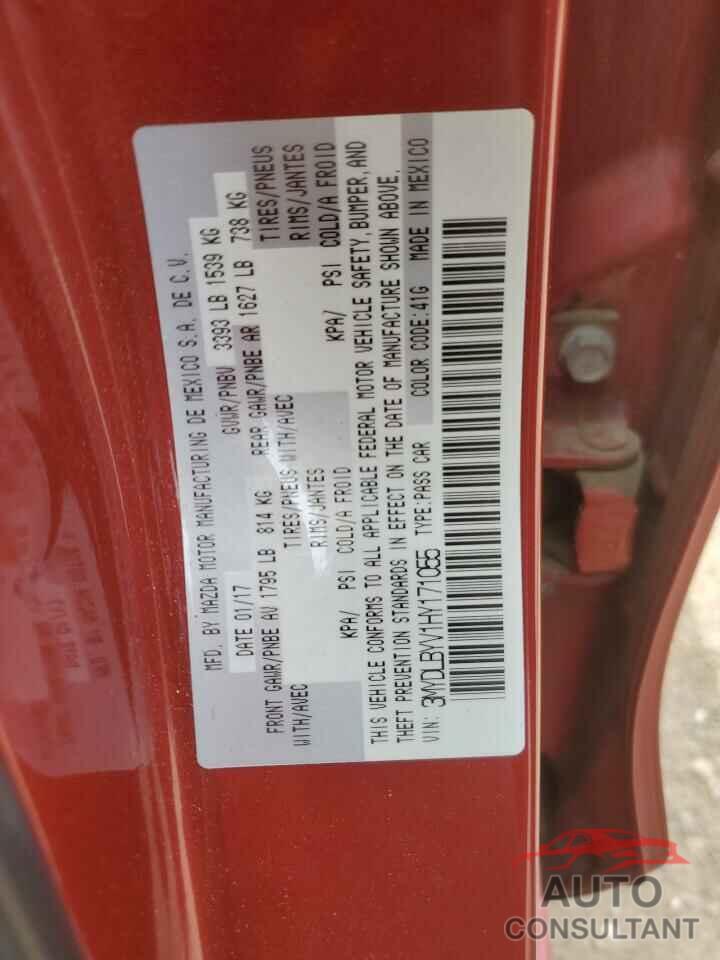 MFD. BY MAZDA MOTOR MANUFACTURING DE MEXICO S.A. DE C.V.
DATE 01/17 GVWR/PNBV 3393 LB 1539 KG
FRONT GAWR/PNBE AV 1795 LB 814 KG REAR GAWR/PNBE AR 1627 LB 738 KG
WITH/AVEC TIRES/PNEUS WITH/AVEC TIRES/PNEUS
RIMS/JANTES RIMS/JANTES
KPA/ PSI COLD/A FROID KPA/ PSI COLD/A FROID
THIS VEHICLE CONFORMS TO ALL APPLICABLE FEDERAL MOTOR VEHICLE SAFETY, BUMPER, AND
THEFT PREVENTION STANDARDS IN EFFECT ON THE DATE OF MANUFACTURE SHOWN ABOVE.
VIN: 3MYDLBYV1HY171055 TYPE:PASS CAR COLOR CODE:41G MADE IN MEXICO
AUTO
CONSULTANT